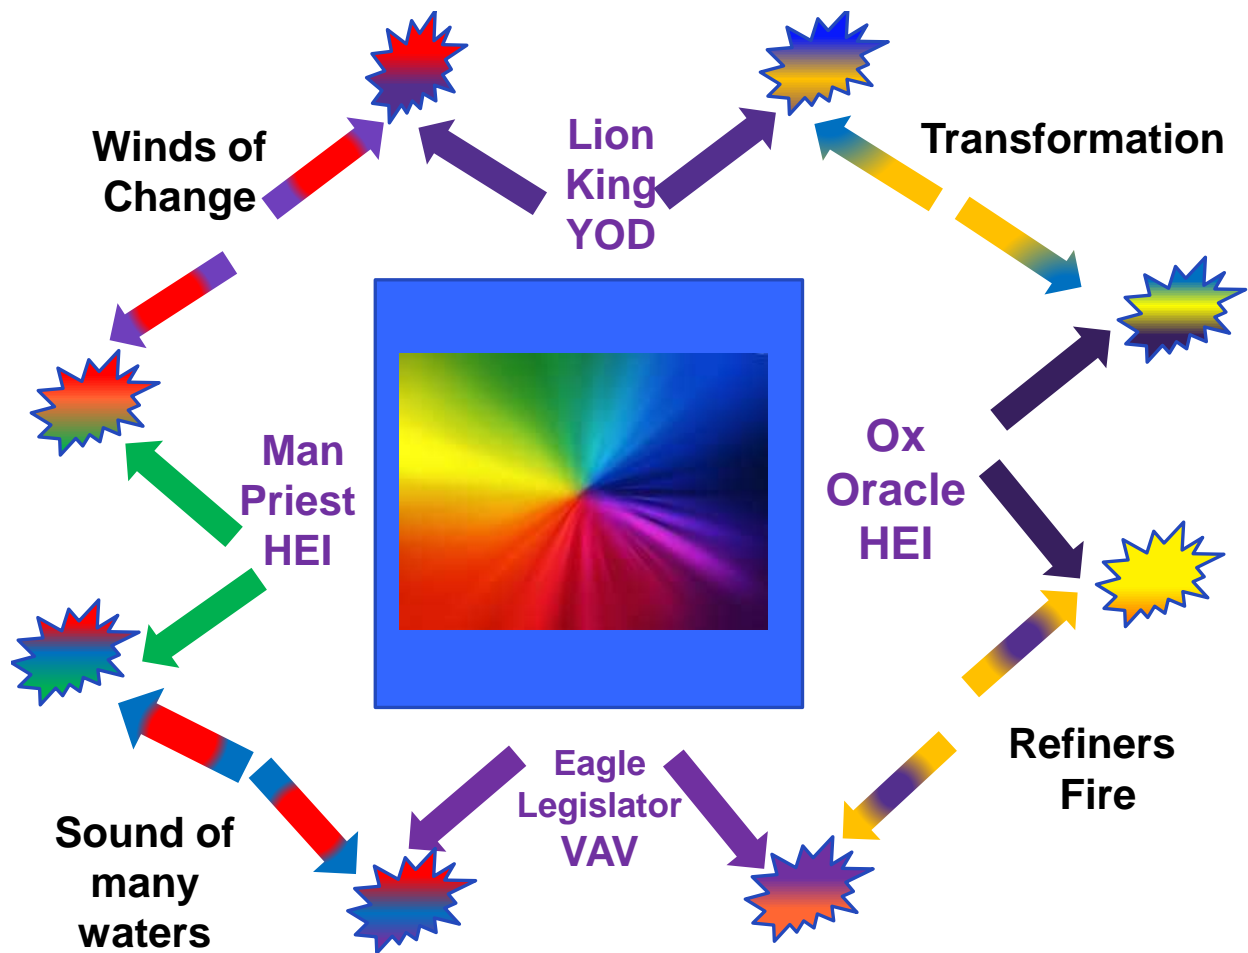 Winds of
Change
Lion
King
YOD
Transformation
Man
Priest
HEI
Ox
Oracle
HEI
Eagle
Legislator
VAV
Refiners
Fire
Sound of
many
waters